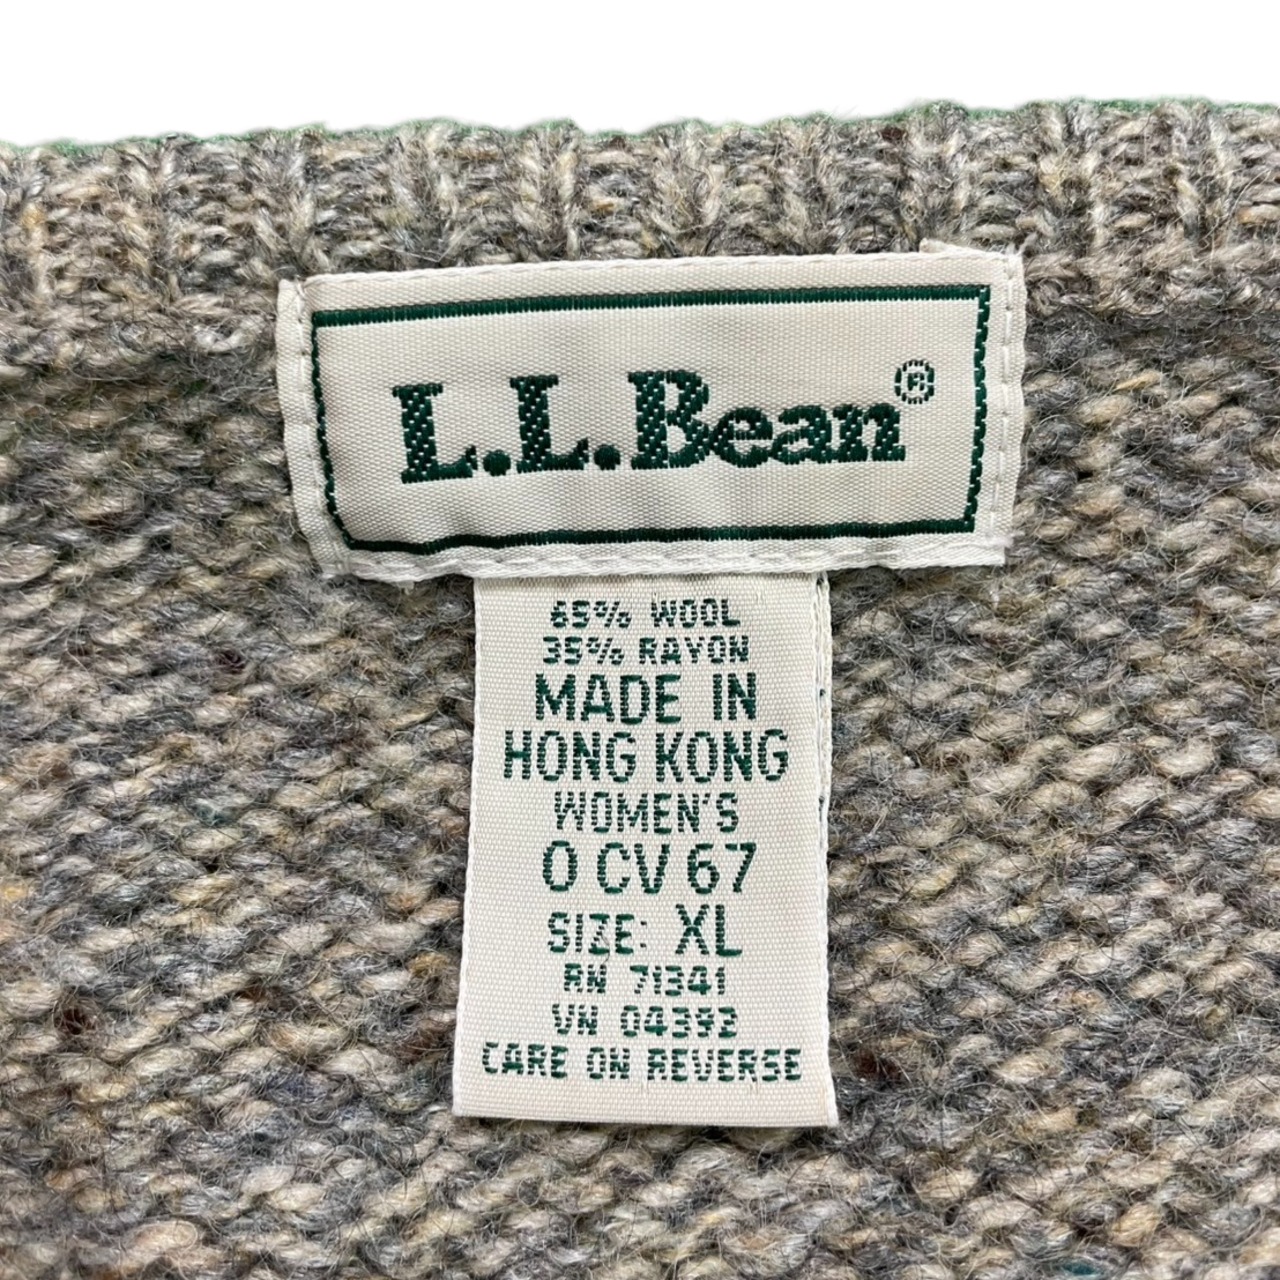 L.L.Bean®
65% WOOL
35% RAYON
MADE IN
HONG KONG
WOMEN'S
0 CV 67
SIZE: XL
RN 71341
VN 04392
CARE ON REVERSE